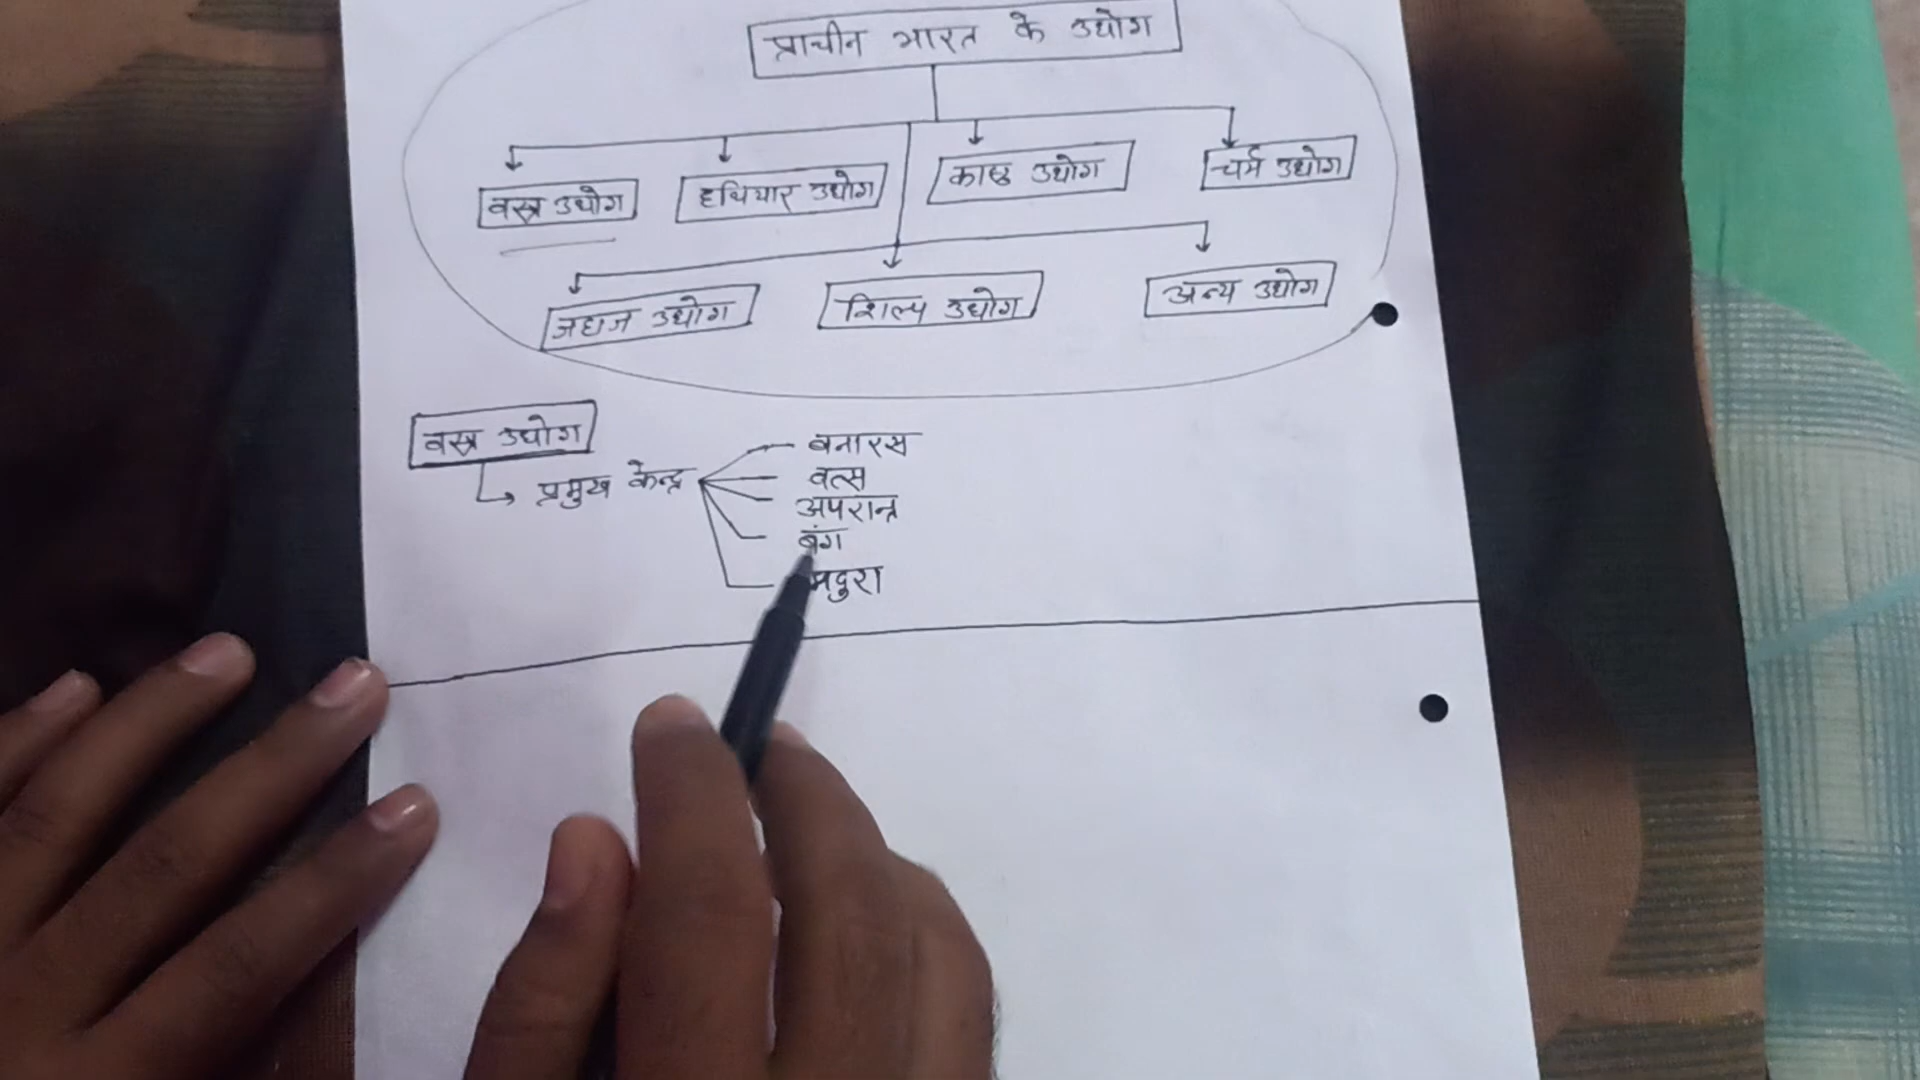 प्राचीन भारत के उद्योग
वस्त्र उद्योग हथियार उद्योग काष्ठ उद्योग चर्म उद्योग
जहाज उद्योग शिल्प उद्योग अन्य उद्योग
वस्त्र उद्योग
प्रमुख केन्द्र
बनारस
वत्स
अपरान्त
बंग
मदुरा